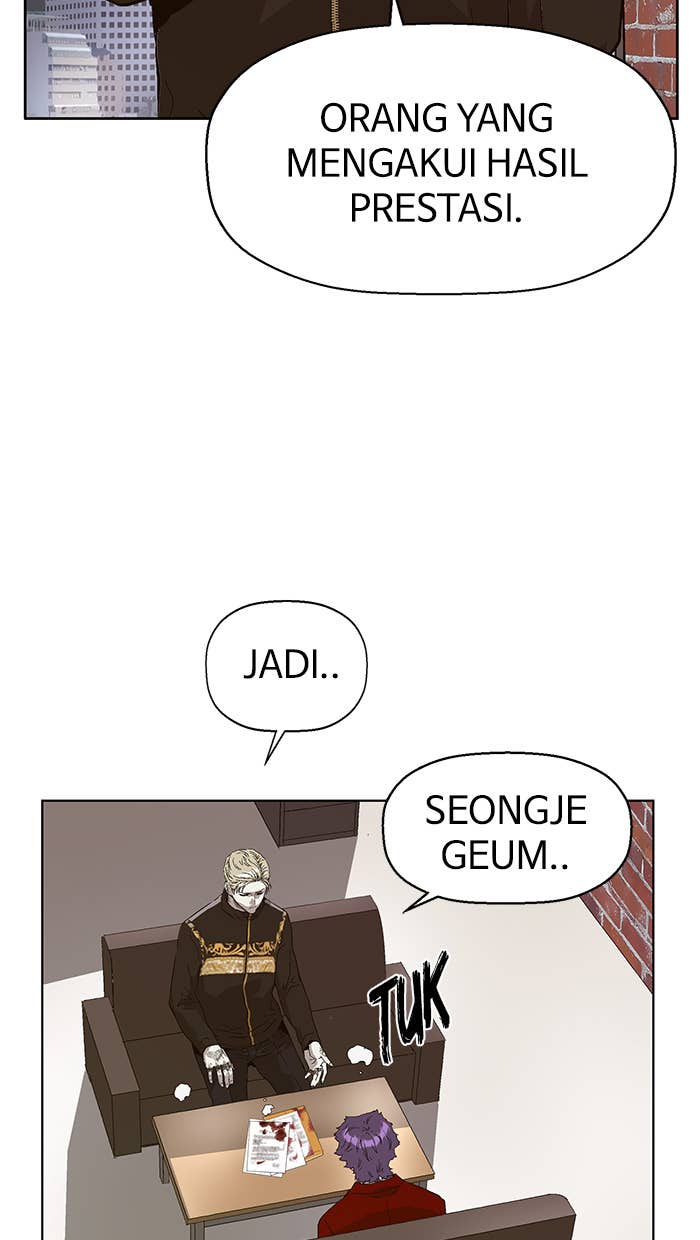 ORANG YANG
MENGAKUI HASIL
PRESTASI.
JADI..
SEONGJE
GEUM..
TUK